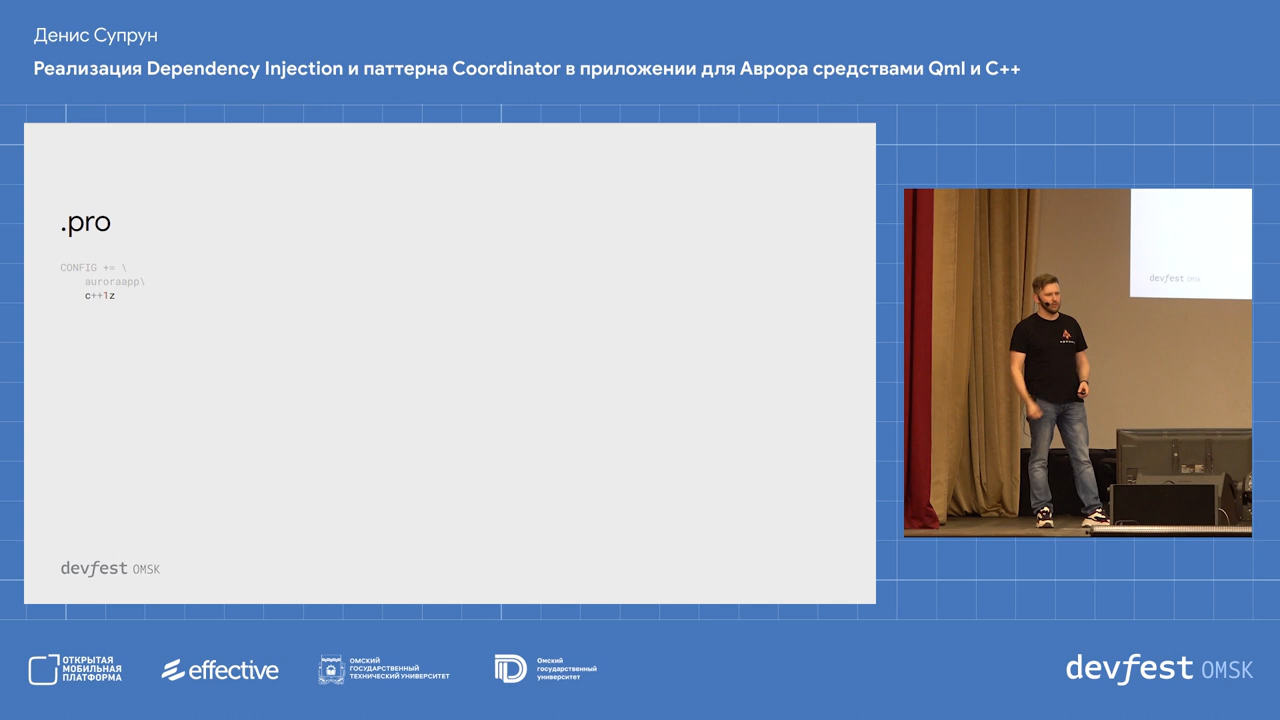 Денис Супрун
Реализация Dependency Injection и паттерна Coordinator в приложении для Аврора средствами Qml и C++
.pro
CONFIG += \
    auroraapp\
    c++1z
devfest OMSK
devfest OMSK
ОТКРЫТАЯ
МОБИЛЬНАЯ
ПЛАТФОРМА
effective
ОМСКИЙ
ГОСУДАРСТВЕННЫЙ
ТЕХНИЧЕСКИЙ УНИВЕРСИТЕТ
Омский
государственный
университет
devfest OMSK